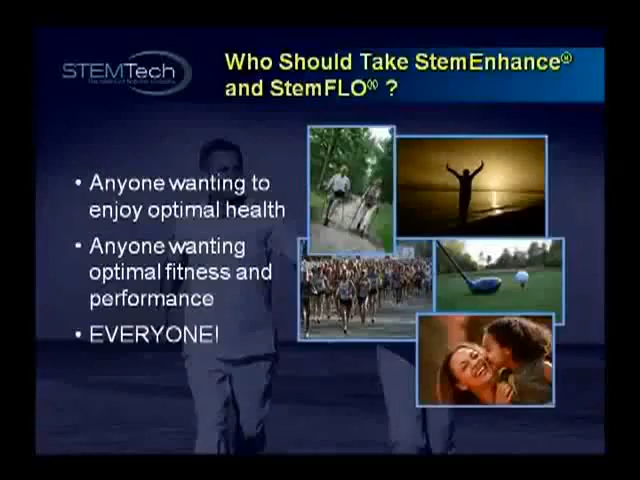 STEMTech
Who Should Take StemEnhance®
and StemFLO® ?
• Anyone wanting to
enjoy optimal health
• Anyone wanting
optimal fitness and
performance
• EVERYONE!